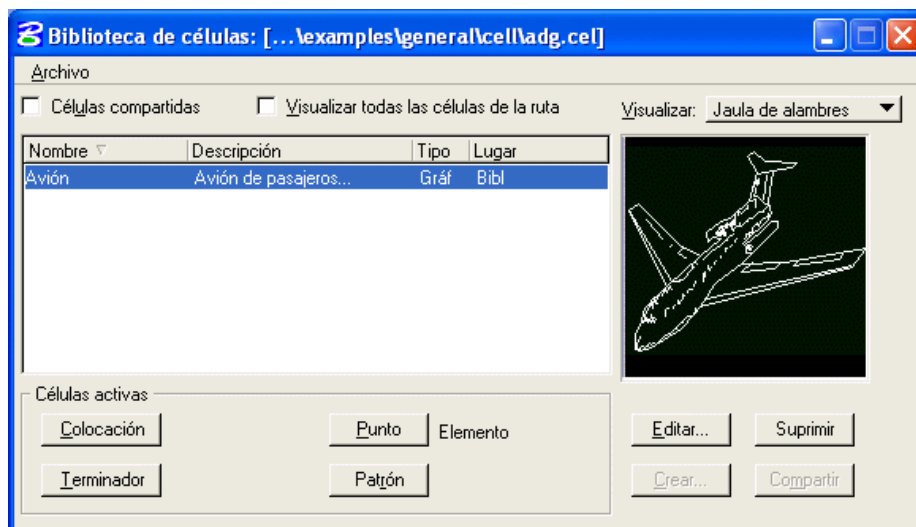 Biblioteca de células: [...\examples\general\cell\adg.cel]
Archivo
Células compartidas Visualizar todas las células de la ruta Visualizar: Jaula de alambres
Nombre Descripción Tipo Lugar
Avión Avión de pasajeros... Gráf Bibl
Células activas
Colocación Punto Elemento Editar... Suprimir
Terminador Patrón Crear... Compartir